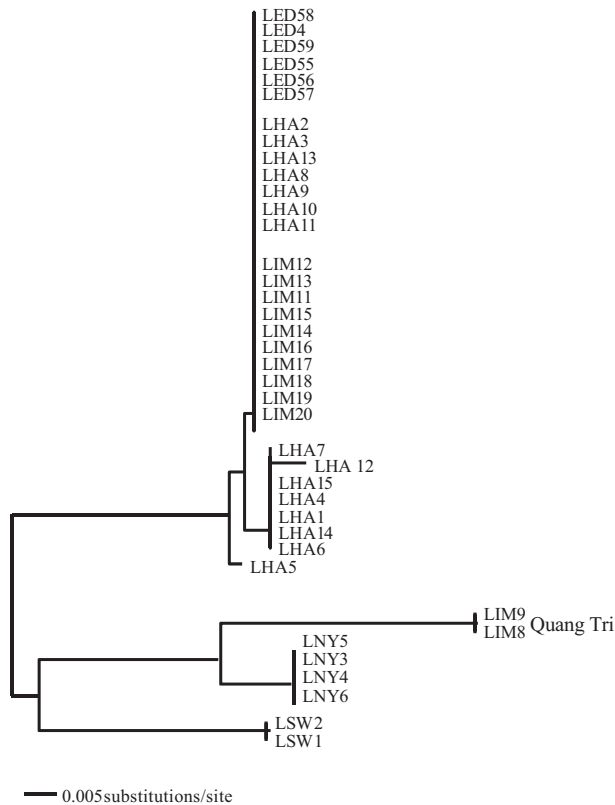 LED58
LED4
LED59
LED55
LED56
LED57
LHA2
LHA3
LHA13
LHA8
LHA9
LHA10
LHA11
LIM12
LIM13
LIM11
LIM15
LIM14
LIM16
LIM17
LIM18
LIM19
LIM20
LHA7
LHA 12
LHA15
LHA4
LHA1
LHA14
LHA6
LHA5
LIM9
LIM8 Quang Tri
LNY5
LNY3
LNY4
LNY6
LSW2
LSW1
0.005substitutions/site